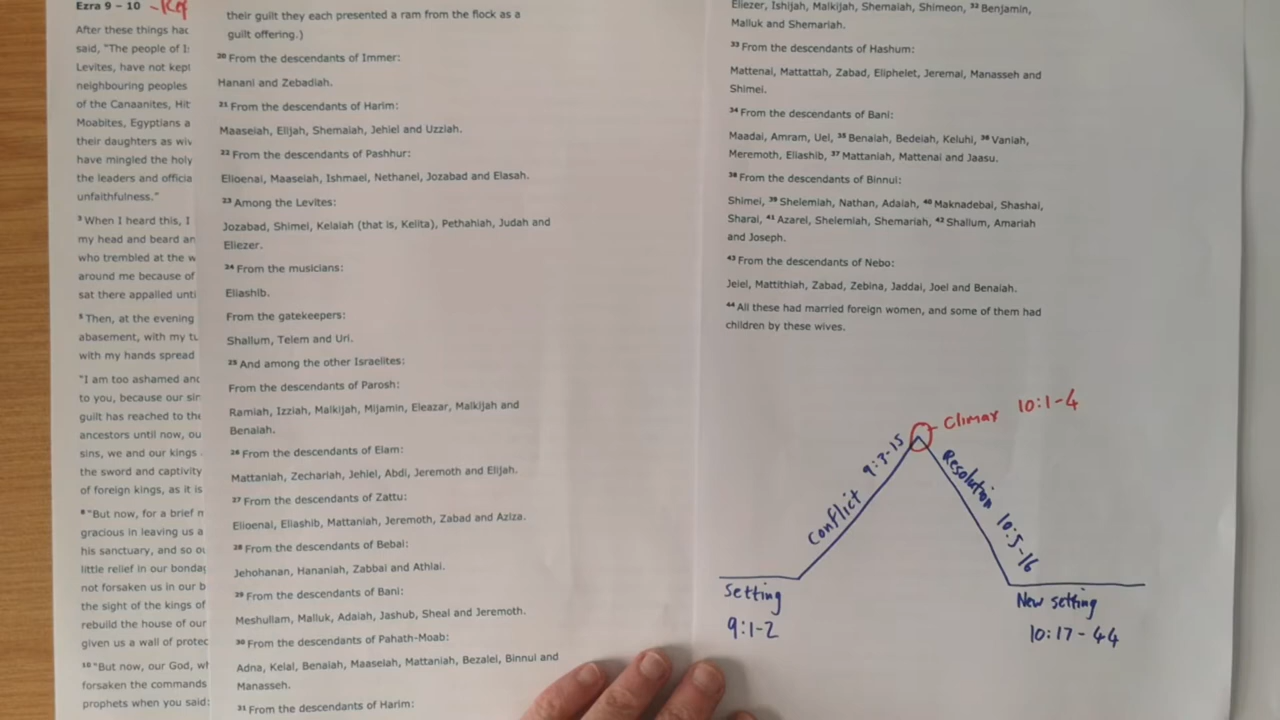 Ezra 9 – 10
After these things had
said, "The people of
Levites, have not kept
neighbouring peoples
of the Canaanites,
Moabites, Egyptians a
their daughters as
have mingled the holy
the leaders and
unfaithfulness."
3 When I heard this, I
my head and beard
who trembled at the
around me because of
sat there appalled
5 Then, at the evening
abasement, with my
with my hands spread
"I am too ashamed
to you, because our
guilt has reached to
ancestors until now,
sins, we and our kings
the sword and captivity
of foreign kings, as it is
8 "But now, for a brief
gracious in leaving us a
his sanctuary, and so
little relief in our
not forsaken us in our b
the sight of the kings of
rebuild the house of our
given us a wall of
10 "But now, our God,
forsaken the commands
prophets when you said:
their guilt they each presented a ram from the flock as a
guilt offering.)
20 From the descendants of Immer:
Hanani and Zebadiah.
21 From the descendants of Harim:
Maaseiah, Elijah, Shemaiah, Jehiel and Uzziah.
22 From the descendants of Pashhur:
Elioenai, Maaseiah, Ishmael, Nethanel, Jozabad and Elasah.
23 Among the Levites:
Jozabad, Shimei, Kelaiah (that is, Kelita), Pethahiah, Judah and
Eliezer.
24 From the musicians:
Eliashib.
From the gatekeepers:
Shallum, Telem and Uri.
25 And among the other Israelites:
From the descendants of Parosh:
Ramiah, Izziah, Malkijah, Mijamin, Eleazar, Malkijah and
Benaiah.
26 From the descendants of Elam:
Mattaniah, Zechariah, Jehiel, Abdi, Jeremoth and Elijah.
27 From the descendants of Zattu:
Elioenai, Eliashib, Mattaniah, Jeremoth, Zabad and Aziza.
28 From the descendants of Bebai:
Jehohanan, Hananiah, Zabbai and Athlai.
29 From the descendants of Bani:
Meshullam, Malluk, Adaiah, Jashub, Sheal and Jeremoth.
30 From the descendants of Pahath-Moab:
Adna, Kelal, Benaiah, Maaseiah, Mattaniah, Bezalel, Binnui and
Manasseh.
31 From the descendants of Harim:
Eliezer, Ishijah, Malkijah, Shemaiah, Shimeon, 32 Benjamin,
Malluk and Shemariah.
33 From the descendants of Hashum:
Mattenai, Mattattah, Zabad, Eliphelet, Jeremai, Manasseh and
Shimei.
34 From the descendants of Bani:
Maadai, Amram, Uel, 35 Benaiah, Bedeiah, Keluhi, 36 Vaniah,
Meremoth, Eliashib, 37 Mattaniah, Mattenai and Jaasu.
38 From the descendants of Binnui:
Shimei, 39 Shelemiah, Nathan, Adaiah, 40 Maknadebai, Shashai,
Sharai, 41 Azarel, Shelemiah, Shemariah, 42 Shallum, Amariah
and Joseph.
43 From the descendants of Nebo:
Jeiel, Mattithiah, Zabad, Zebina, Jaddai, Joel and Benaiah.
44 All these had married foreign women, and some of them had
children by these wives.
Climax 10:1-4
Conflict 9:3-15
Resolution 10:5-16
Setting
9:1-2
New setting
10:17-44